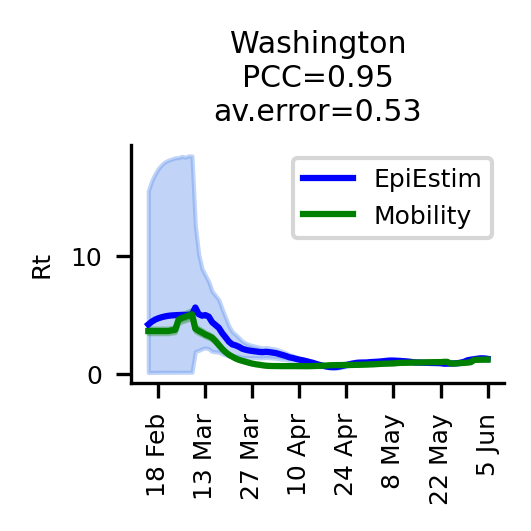 Washington
PCC=0.95
av.error=0.53
EpiEstim
Mobility
Rt
10
0
18 Feb
13 Mar
27 Mar
10 Apr
24 Apr
8 May
22 May
5 Jun